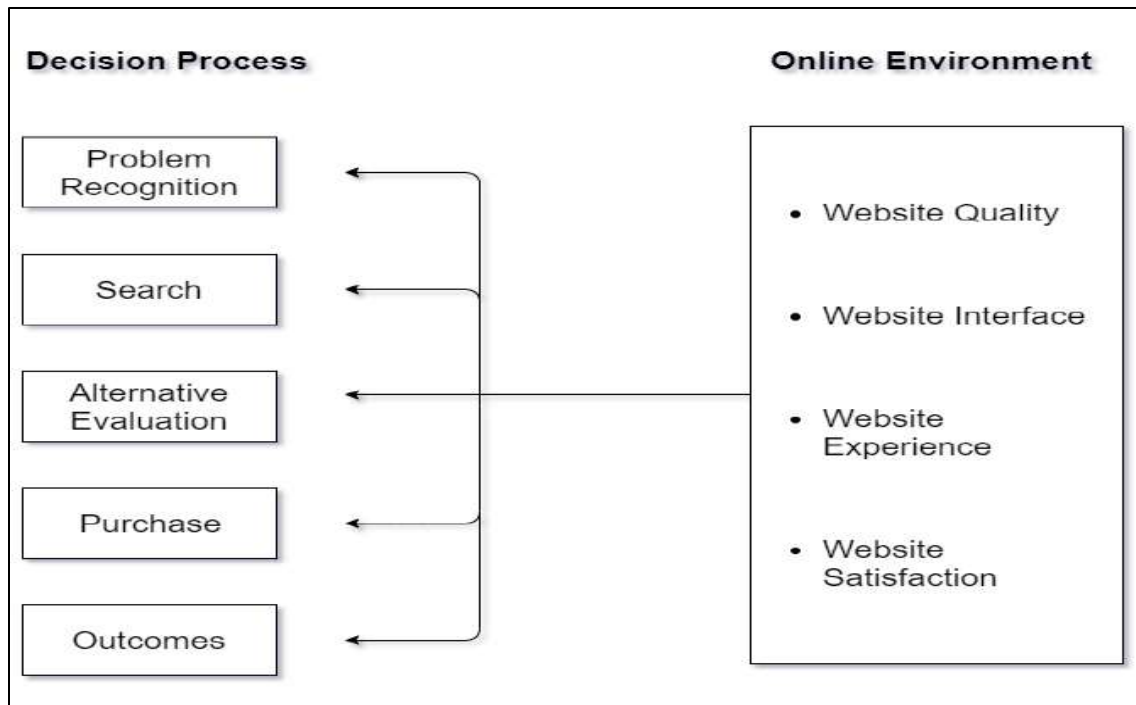 Decision Process
Problem
Recognition
Search
Alternative
Evaluation
Purchase
Outcomes
Online Environment
• Website Quality
• Website Interface
• Website
Experience
• Website
Satisfaction